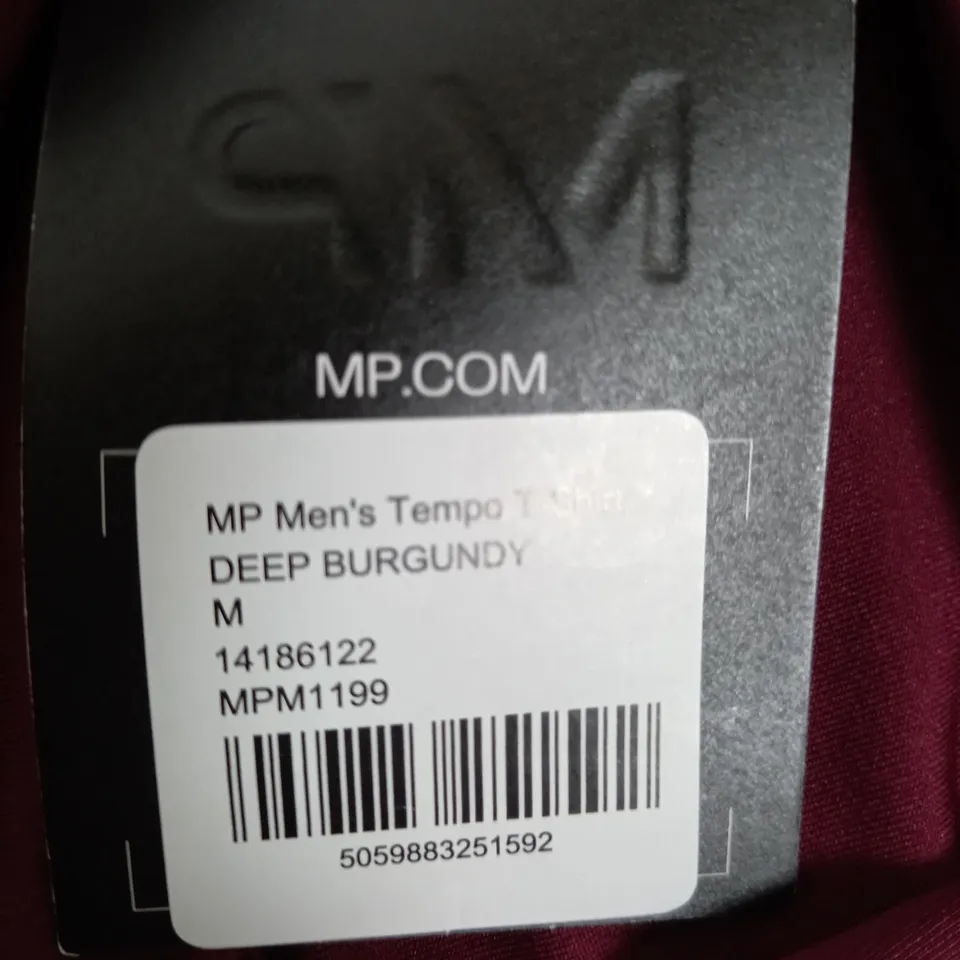 MP.COM
MP Men's Tempo T-Shirt
DEEP BURGUNDY
M
14186122
MPM1199
5059883251592